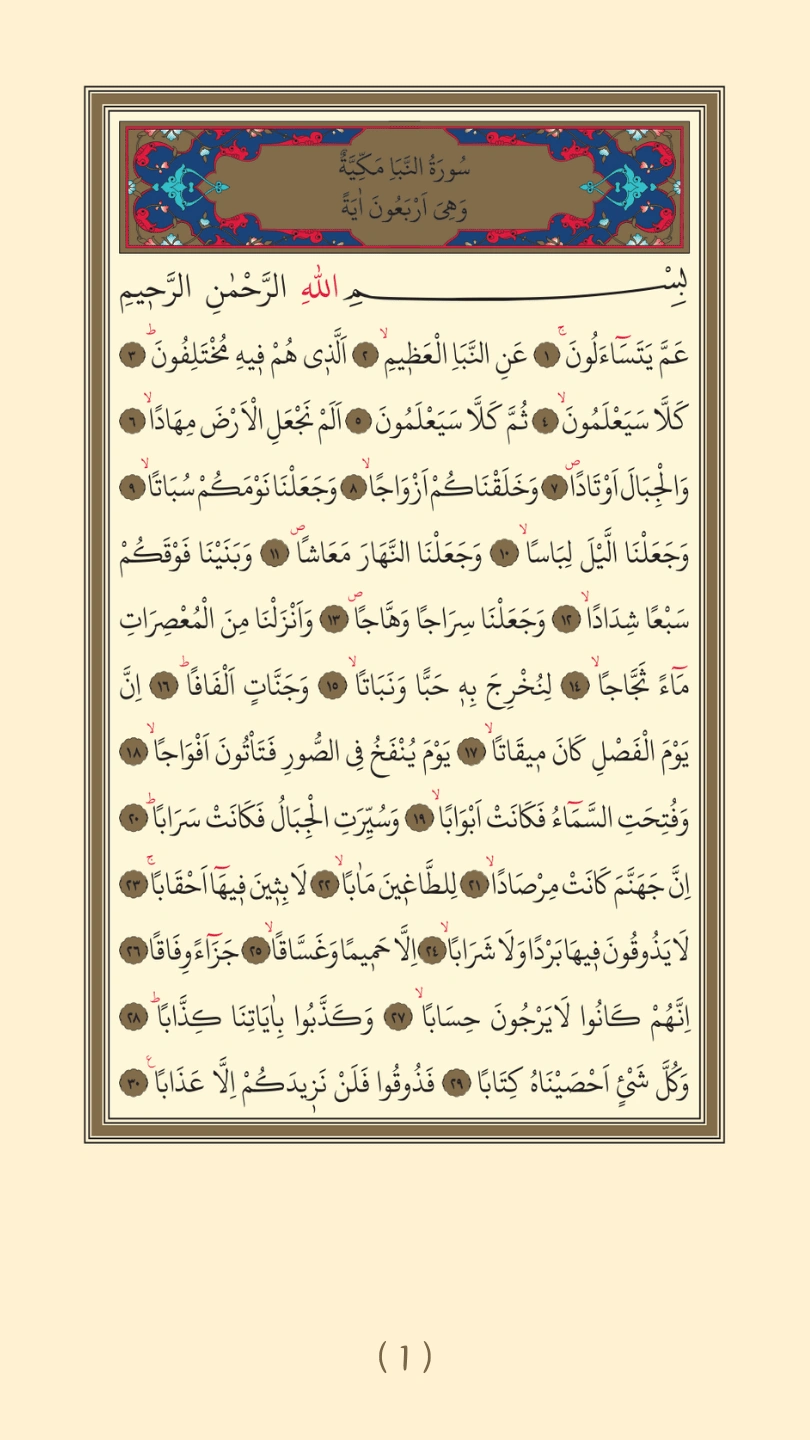 سُورَةُ النَّبَاِ مَكِّيَّةٌ
وَهِىَ اَرْبَعُونَ اٰيَةً
بِسْمِ اللّٰهِ الرَّحْمٰنِ الرَّحٖيمِ
عَمَّ يَتَسَٓاءَلُونَۚ ١ عَنِ النَّبَاِ الْعَظٖيمِۙ ٢ اَلَّذٖى هُمْ فٖيهِ مُخْتَلِفُونَؕ ٣
كَلَّا سَيَعْلَمُونَۙ ٤ ثُمَّ كَلَّا سَيَعْلَمُونَ ٥ اَلَمْ نَجْعَلِ الْاَرْضَ مِهَادًاۙ ٦
وَالْجِبَالَ اَوْتَادًاࣕ ٧ وَخَلَقْنَاكُمْ اَزْوَاجًاۙ ٨ وَجَعَلْنَا نَوْمَكُمْ سُبَاتًاۙ ٩
وَجَعَلْنَا الَّيْلَ لِبَاسًاۙ ١٠ وَجَعَلْنَا النَّهَارَ مَعَاشًاࣕ ١١ وَبَنَيْنَا فَوْقَكُمْ
سَبْعًا شِدَادًاۙ ١٢ وَجَعَلْنَا سِرَاجًا وَهَّاجًاࣕ ١٣ وَاَنْزَلْنَا مِنَ الْمُعْصِرَاتِ
مَٓاءً ثَجَّاجًاۙ ١٤ لِنُخْرِجَ بِهٖ حَبًّا وَنَبَاتًاۙ ١٥ وَجَنَّاتٍ اَلْفَافًاؕ ١٦ اِنَّ
يَوْمَ الْفَصْلِ كَانَ مٖيقَاتًاۙ ١٧ يَوْمَ يُنْفَخُ فِى الصُّورِ فَتَاْتُونَ اَفْوَاجًاۙ ١٨
وَفُتِحَتِ السَّمَٓاءُ فَكَانَتْ اَبْوَابًاۙ ١٩ وَسُيِّرَتِ الْجِبَالُ فَكَانَتْ سَرَابًاؕ ٢٠
اِنَّ جَهَنَّمَ كَانَتْ مِرْصَادًاۙ ٢١ لِلطَّاغٖينَ مَاٰبًاۙ ٢٢ لَابِثٖينَ فٖيهَٓا اَحْقَابًاۚ ٢٣
لَا يَذُوقُونَ فٖيهَا بَرْدًا وَلَا شَرَابًاۙ ٢٤ اِلَّا حَمٖيمًا وَغَسَّاقًاۙ ٢٥ جَزَٓاءً وِفَاقًا ٢٦
اِنَّهُمْ كَانُوا لَا يَرْجُونَ حِسَابًاۙ ٢٧ وَكَذَّبُوا بِاٰيَاتِنَا كِذَّابًاؕ ٢٨
وَكُلَّ شَىْءٍ اَحْصَيْنَاهُ كِتَابًا ٢٩ فَذُوقُوا فَلَنْ نَزٖيدَكُمْ اِلَّا عَذَابًاࣖ ٣٠
( 1 )